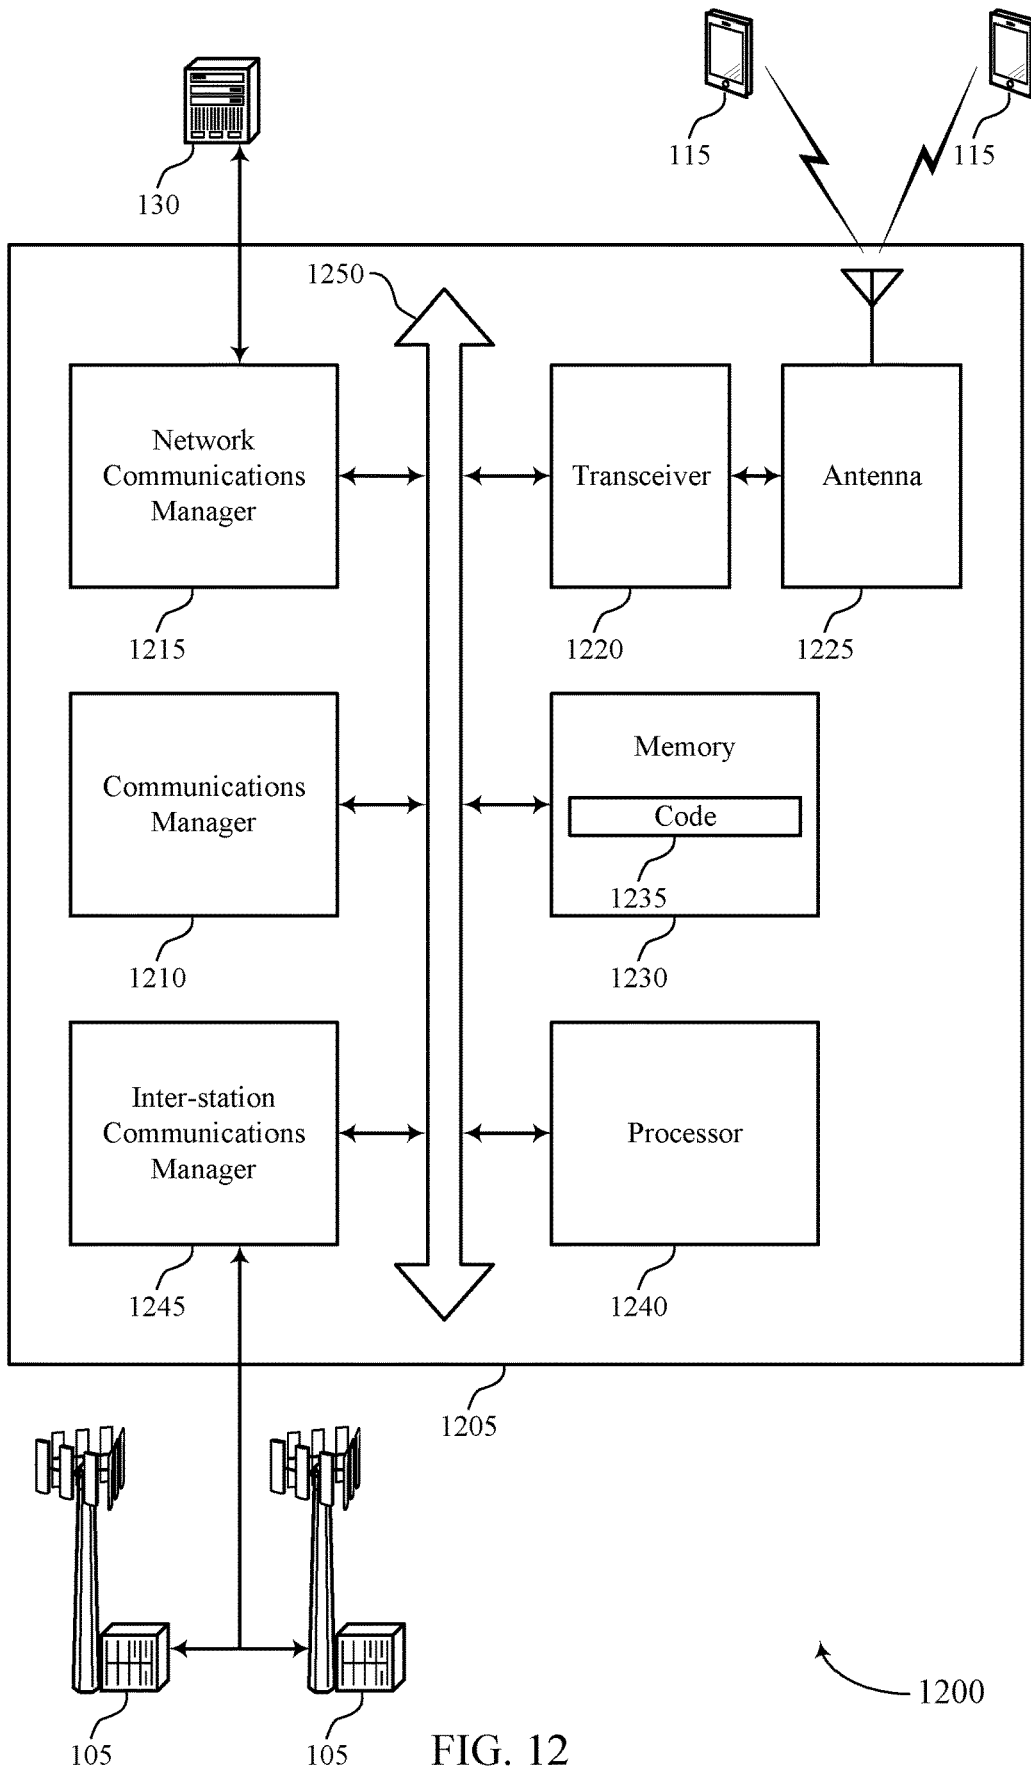 130
115
115
1250
Network
Communications
Manager
Transceiver
Antenna
1215
1220
1225
Communications
Manager
Memory
Code
1235
1210
1230
Inter-station
Communications
Manager
Processor
1245
1240
1205
1200
105
105
FIG. 12